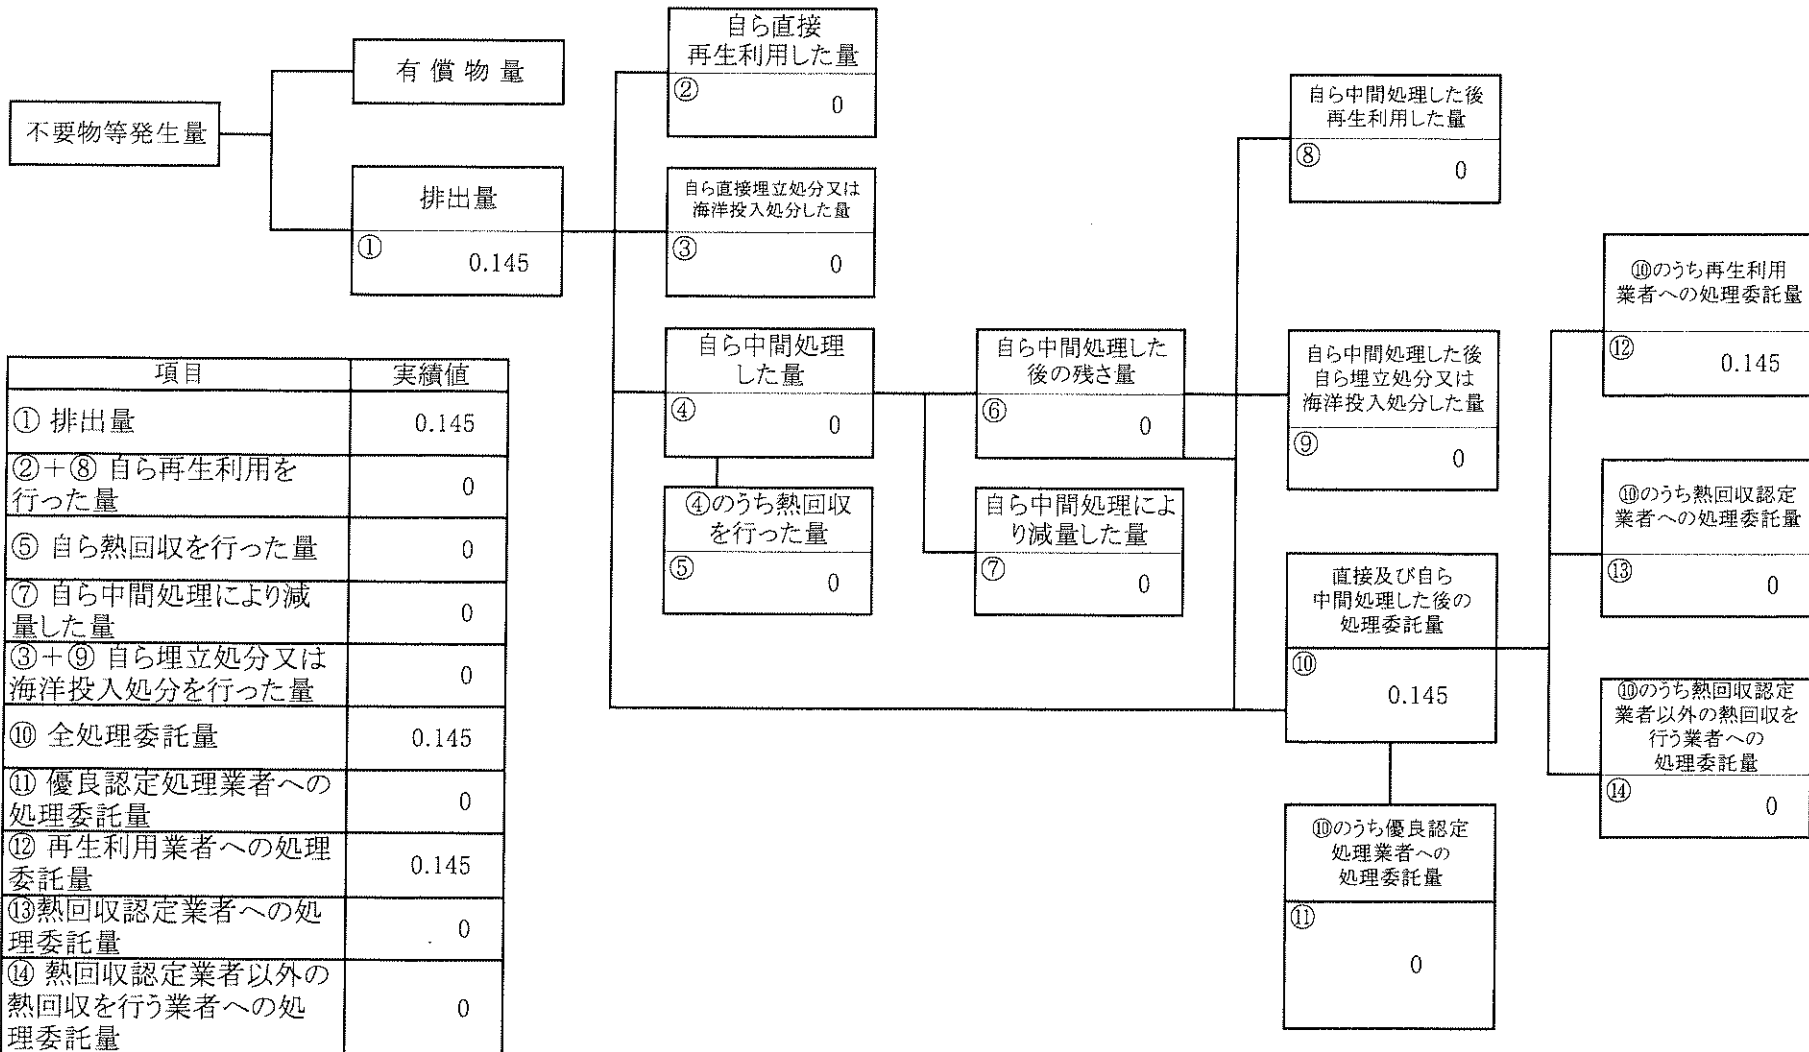 不要物等発生量
有償物量
排出量
①
0.145
自ら直接
再生利用した量
②
0
自ら直接埋立処分又は
海洋投入処分した量
③
0
自ら中間処理
した量
④
0
④のうち熱回収
を行った量
⑤
0
自ら中間処理した
後の残さ量
⑥
0
自ら中間処理によ
り減量した量
⑦
0
自ら中間処理した後
再生利用した量
⑧
0
自ら中間処理した後
自ら埋立処分又は
海洋投入処分した量
⑨
0
直接及び自ら
中間処理した後の
処理委託量
⑩
0.145
⑩のうち優良認定
処理業者への
処理委託量
⑪
0
⑩のうち再生利用
業者への処理委託量
⑫
0.145
⑩のうち熱回収認定
業者への処理委託量
⑬
0
⑩のうち熱回収認定
業者以外の熱回収を
行う業者への
処理委託量
⑭
0
項目 実績値
① 排出量 0.145
②+⑧ 自ら再生利用を
行った量 0
⑤ 自ら熱回収を行った量 0
⑦ 自ら中間処理により減
量した量 0
③+⑨ 自ら埋立処分又は
海洋投入処分を行った量 0
⑩ 全処理委託量 0.145
⑪ 優良認定処理業者への
処理委託量 0
⑫ 再生利用業者への処理
委託量 0.145
⑬熱回収認定業者への処
理委託量 0
⑭ 熱回収認定業者以外の
熱回収を行う業者への処
理委託量 0